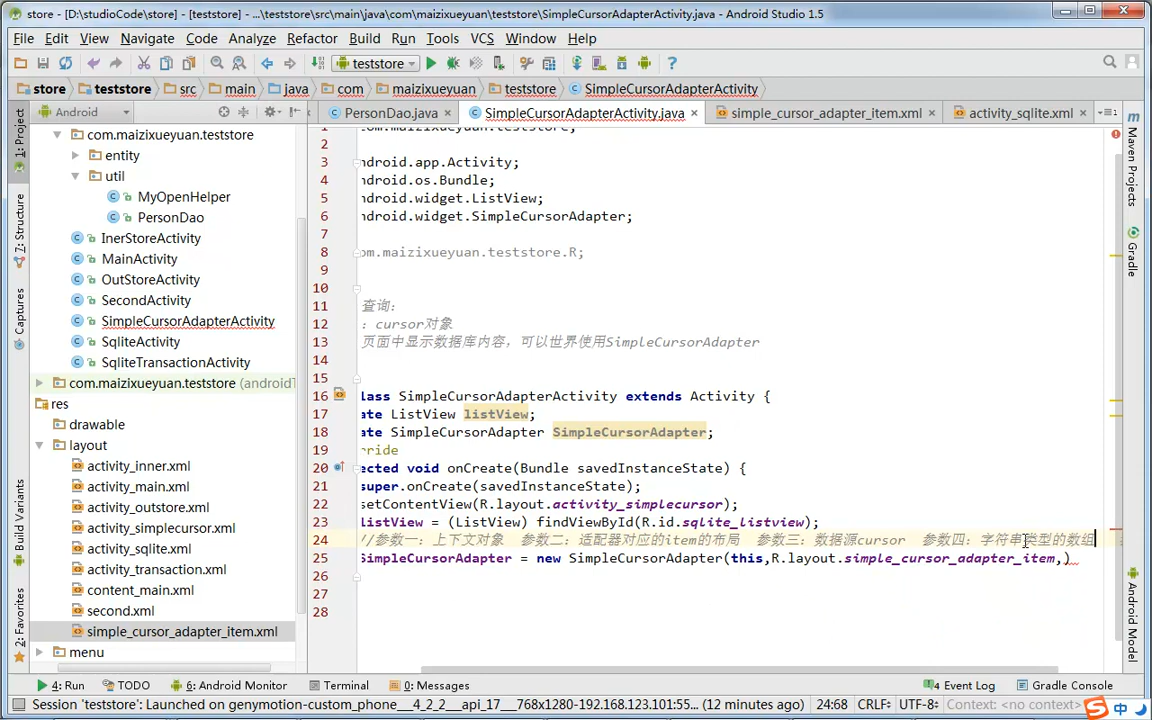 store - [D:\studioCode\store] - [teststore] - ...\teststore\src\main\java\com\maizixueyuan\teststore\SimpleCursorAdapterActivity.java - Android Studio 1.5
File Edit View Navigate Code Analyze Refactor Build Run Tools VCS Window Help
teststore
store teststore src main java com maizixueyuan teststore SimpleCursorAdapterActivity
Android
PersonDao.java SimpleCursorAdapterActivity.java simple_cursor_adapter_item.xml activity_sqlite.xml
1: Project
7: Structure
Captures
Build Variants
2: Favorites
com.maizixueyuan.teststore
entity
util
MyOpenHelper
PersonDao
InerStoreActivity
MainActivity
OutStoreActivity
SecondActivity
SimpleCursorAdapterActivity
SqliteActivity
SqliteTransactionActivity
com.maizixueyuan.teststore (androidT
res
drawable
layout
activity_inner.xml
activity_main.xml
activity_outstore.xml
activity_simplecursor.xml
activity_sqlite.xml
activity_transaction.xml
content_main.xml
second.xml
simple_cursor_adapter_item.xml
menu
1 com.maizixueyuan.teststore;
2
3 ndroid.app.Activity;
4 ndroid.os.Bundle;
5 ndroid.widget.ListView;
6 ndroid.widget.SimpleCursorAdapter;
7
8 om.maizixueyuan.teststore.R;
9
10
11 查询:
12 : cursor对象
13 页面中显示数据库内容, 可以世界使用SimpleCursorAdapter
14
15
16 lass SimpleCursorAdapterActivity extends Activity {
17 ate ListView listView;
18 ate SimpleCursorAdapter SimpleCursorAdapter;
19 rride
20 ected void onCreate(Bundle savedInstanceState) {
21 super.onCreate(savedInstanceState);
22 setContentView(R.layout.activity_simplecursor);
23 listView = (ListView) findViewById(R.id.sqlite_listview);
24 //参数一: 上下文对象 参数二: 适配器对应的item的布局 参数三: 数据源cursor 参数四: 字符串类型的数组
25 SimpleCursorAdapter = new SimpleCursorAdapter(this,R.layout.simple_cursor_adapter_item,)
26
27
28
Maven Projects
Gradle
Android Model
4: Run TODO 6: Android Monitor Terminal 0: Messages 4 Event Log Gradle Console
Session 'teststore': Launched on genymotion-custom_phone__4_2_2__api_17__768x1280-192.168.123.101:55... (12 minutes ago) 24:68 CRLF÷ UTF-8÷ Context: <no context>
中